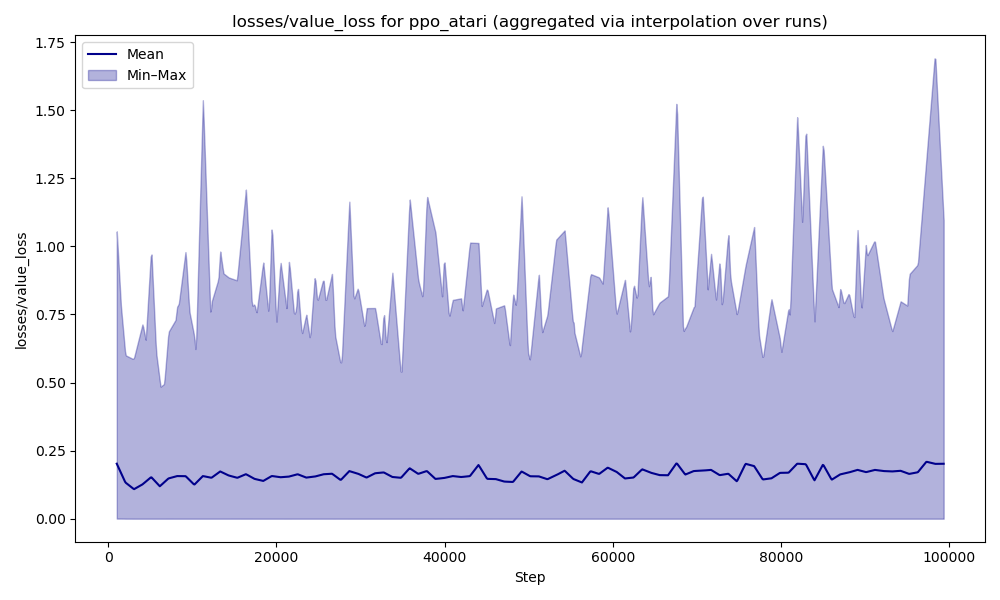 losses/value_loss for ppo_atari (aggregated via interpolation over runs)
Mean
Min–Max
losses/value_loss
1.75
1.50
1.25
1.00
0.75
0.50
0.25
0.00
0
20000
40000
60000
80000
100000
Step